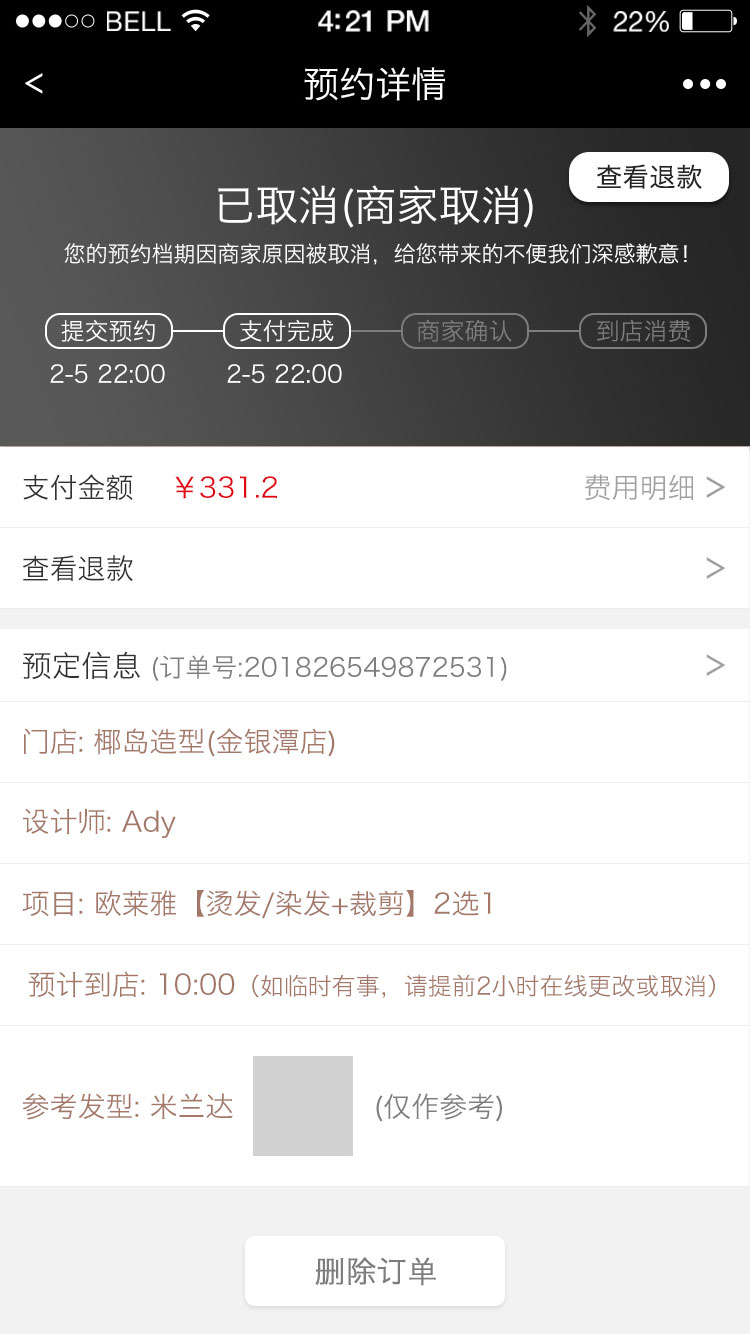 BELL 4:21 PM 22%
< 预约详情
查看退款
已取消(商家取消)
您的预约档期因商家原因被取消，给您带来的不便我们深感歉意！
提交预约 支付完成 商家确认 到店消费
2-5 22:00 2-5 22:00
支付金额 ￥331.2 费用明细 >
查看退款 >
预定信息 (订单号:201826549872531) >
门店: 椰岛造型(金银潭店)
设计师: Ady
项目: 欧莱雅【烫发/染发+裁剪】2选1
预计到店: 10:00（如临时有事，请提前2小时在线更改或取消）
参考发型: 米兰达 (仅作参考)
删除订单